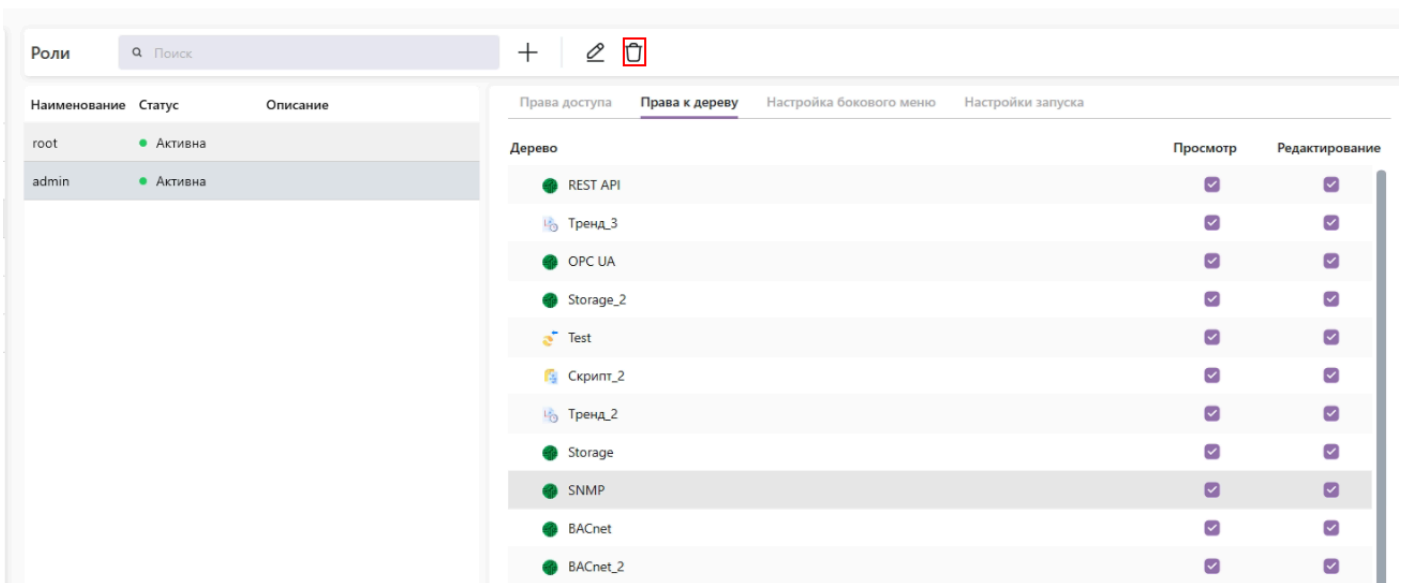 Роли Поиск
Наименование Статус Описание
root Активна
admin Активна
Права доступа Права к дереву Настройка бокового меню Настройки запуска
Дерево Просмотр Редактирование
REST API
Тренд_3
OPC UA
Storage_2
Test
Скрипт_2
Тренд_2
Storage
SNMP
BACnet
BACnet_2